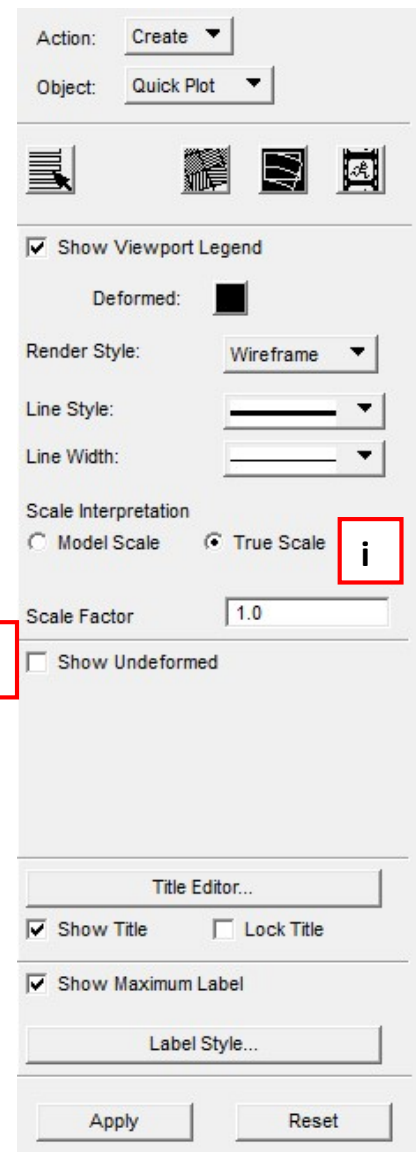 Action: Create
Object: Quick Plot
Show Viewport Legend
Deformed:
Render Style: Wireframe
Line Style:
Line Width:
Scale Interpretation
Model Scale True Scale i
Scale Factor 1.0
Show Undeformed
Title Editor...
Show Title Lock Title
Show Maximum Label
Label Style...
Apply Reset